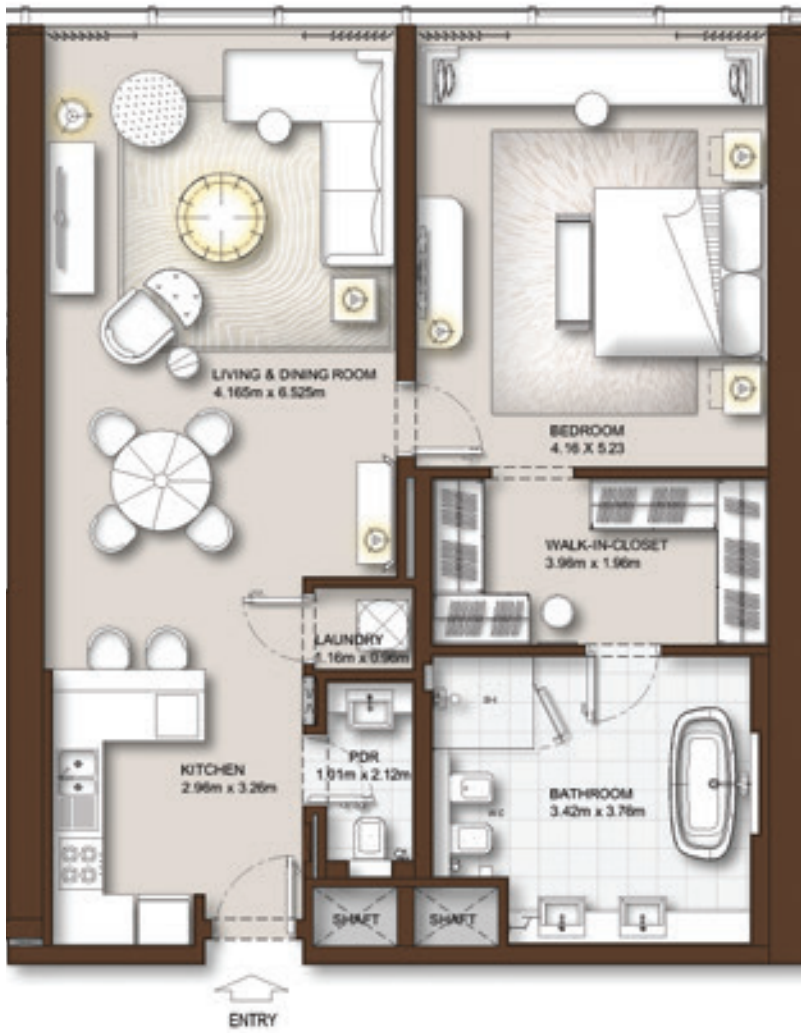 LIVING & DINING ROOM
4.165m x 6.525m
BEDROOM
4.16 X 5.23
WALK-IN-CLOSET
3.96m x 1.96m
LAUNDRY
1.16m x 0.96m
PDR
1.01m x 2.12m
KITCHEN
2.96m x 3.26m
SH
W.C
BATHROOM
3.42m x 3.76m
SHAFT
SHAFT
ENTRY